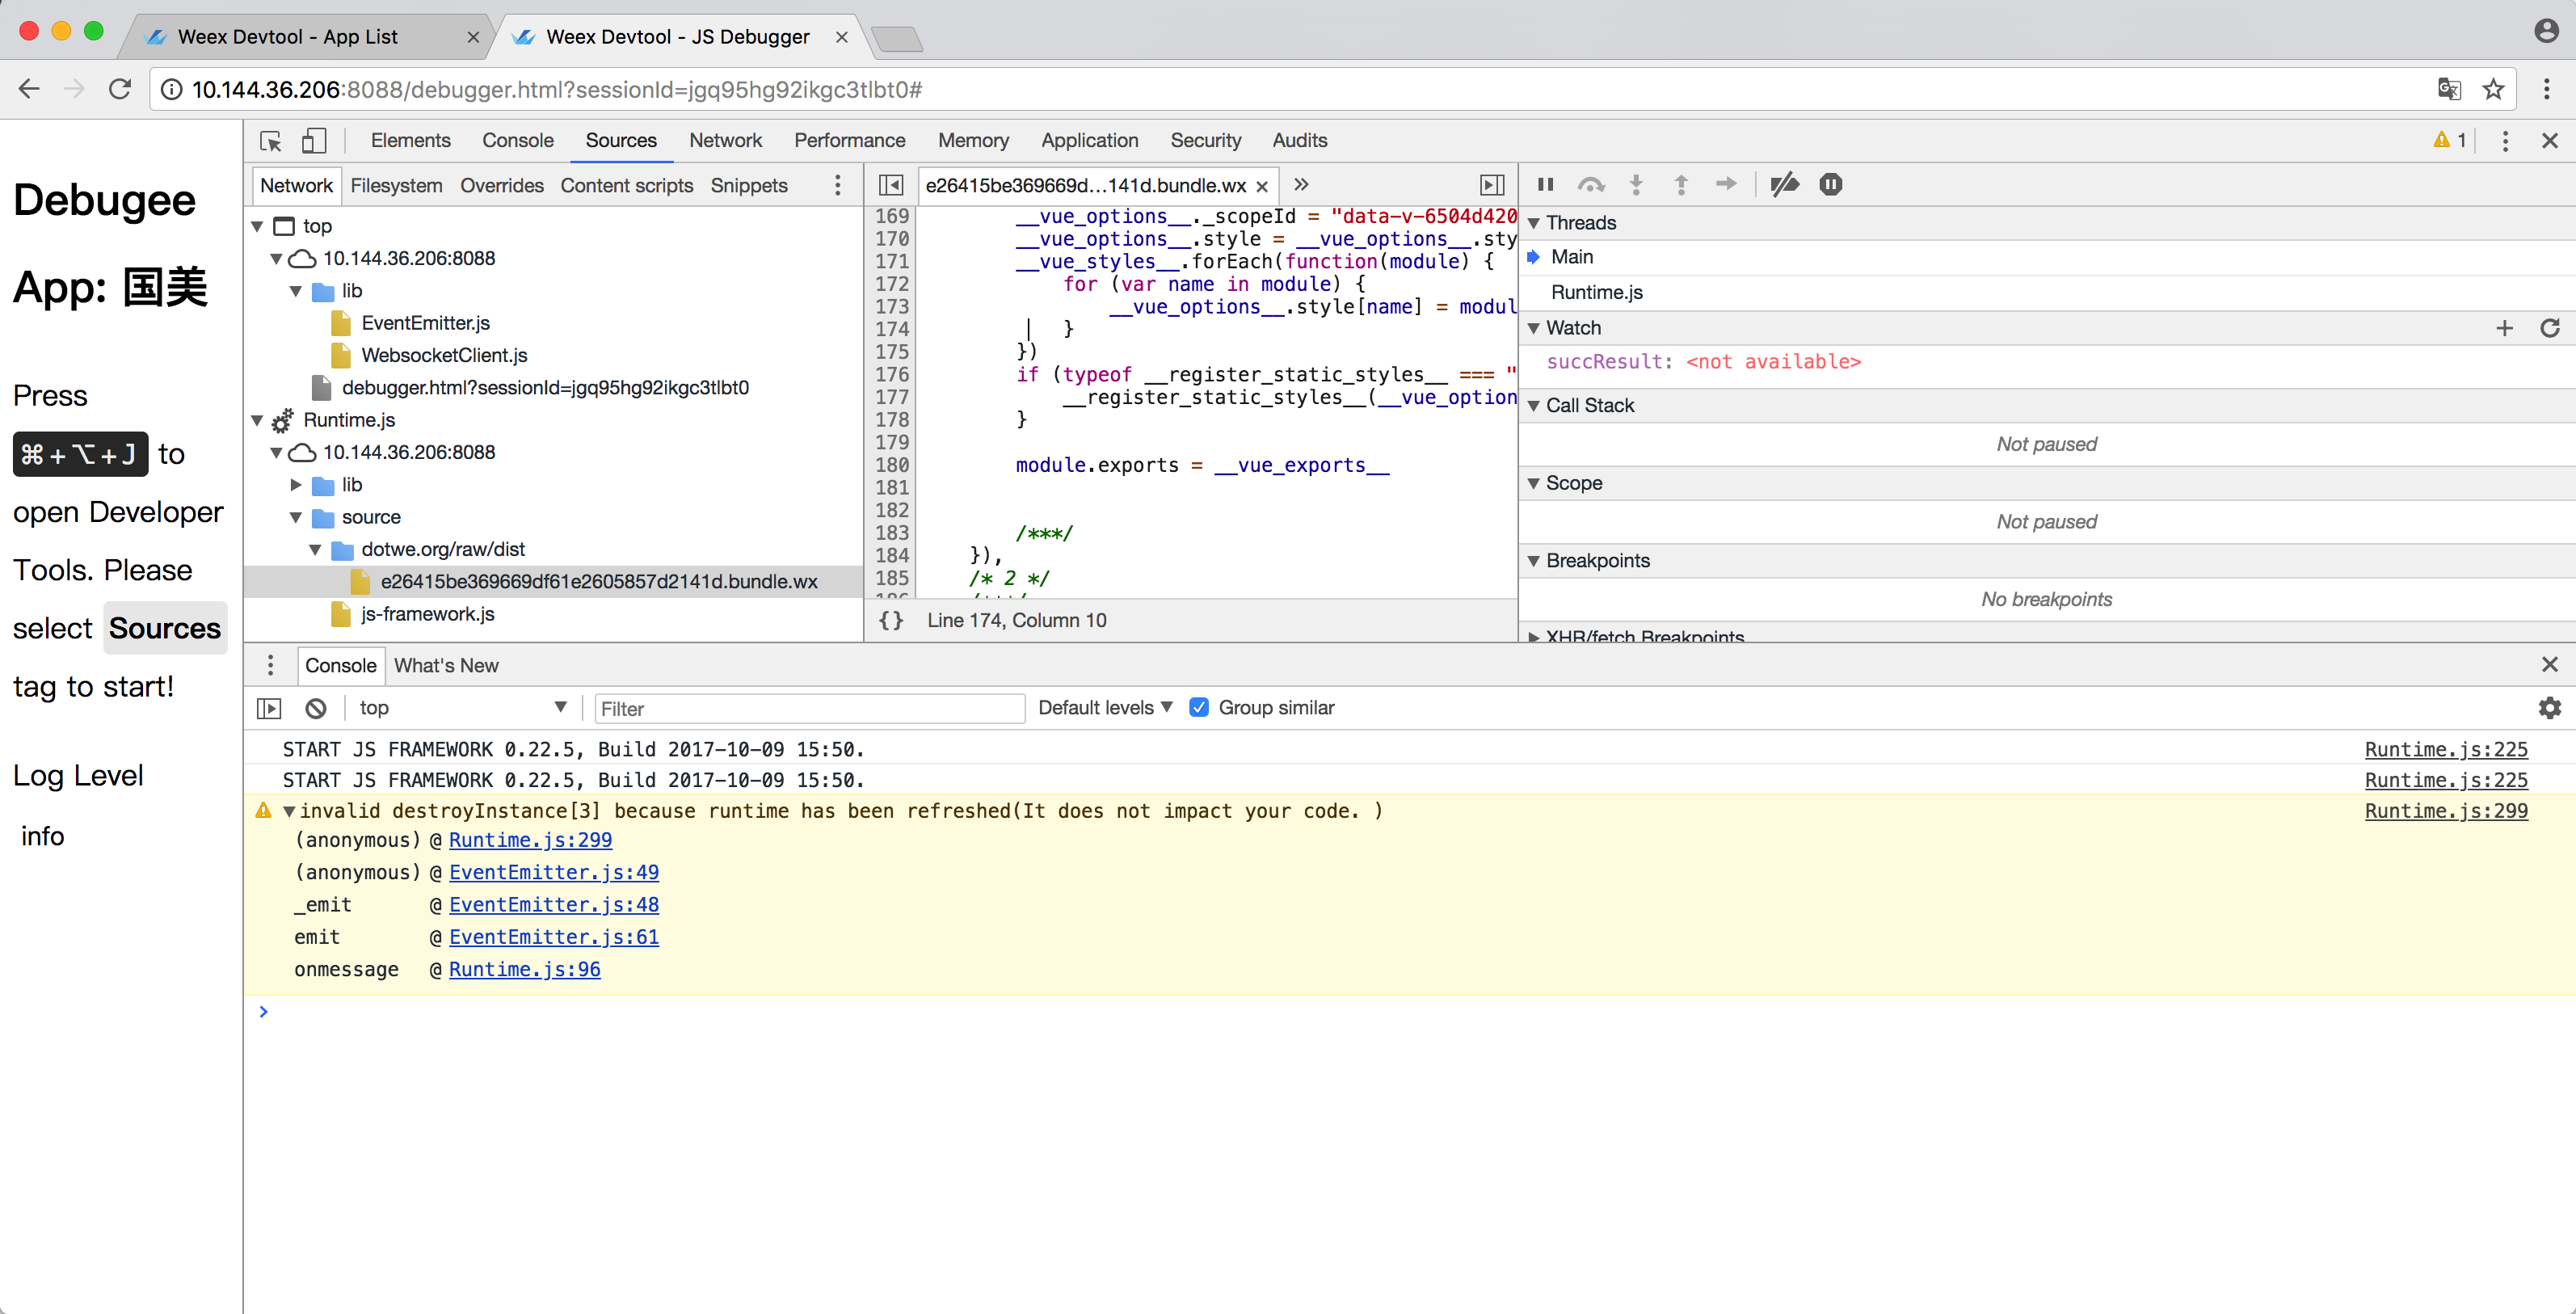 Weex Devtool - App List
Weex Devtool - JS Debugger
10.144.36.206:8088/debugger.html?sessionId=jgq95hg92ikgc3tlbt0#
Debugee
App: 国美
Press
⌘+⌥+J to
open Developer
Tools. Please
select Sources
tag to start!
Log Level
info
Elements Console Sources Network Performance Memory Application Security Audits
1
Network Filesystem Overrides Content scripts Snippets
top
10.144.36.206:8088
lib
EventEmitter.js
WebsocketClient.js
debugger.html?sessionId=jgq95hg92ikgc3tlbt0
Runtime.js
10.144.36.206:8088
lib
source
dotwe.org/raw/dist
e26415be369669df61e2605857d2141d.bundle.wx
js-framework.js
e26415be369669d...141d.bundle.wx
169 __vue_options__._scopeId = "data-v-6504d420
170 __vue_options__.style = __vue_options__.sty
171 __vue_styles__.forEach(function(module) {
172 for (var name in module) {
173 __vue_options__.style[name] = modul
174 }
175 })
176 if (typeof __register_static_styles__ === "
177 __register_static_styles__(__vue_option
178 }
179
180 module.exports = __vue_exports__
181
182
183 /***/
184 }),
185 /* 2 */
{} Line 174, Column 10
Threads
Main
Runtime.js
Watch
succResult: <not available>
Call Stack
Not paused
Scope
Not paused
Breakpoints
No breakpoints
XHR/fetch Breakpoints
Console What's New
top Filter Default levels Group similar
START JS FRAMEWORK 0.22.5, Build 2017-10-09 15:50. Runtime.js:225
START JS FRAMEWORK 0.22.5, Build 2017-10-09 15:50. Runtime.js:225
invalid destroyInstance[3] because runtime has been refreshed(It does not impact your code. ) Runtime.js:299
(anonymous) @ Runtime.js:299
(anonymous) @ EventEmitter.js:49
_emit @ EventEmitter.js:48
emit @ EventEmitter.js:61
onmessage @ Runtime.js:96